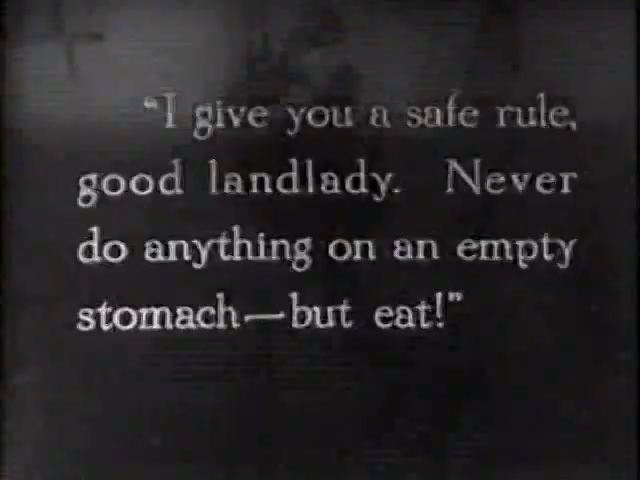 "I give you a safe rule,
good landlady. Never
do anything on an empty
stomach—but eat!"